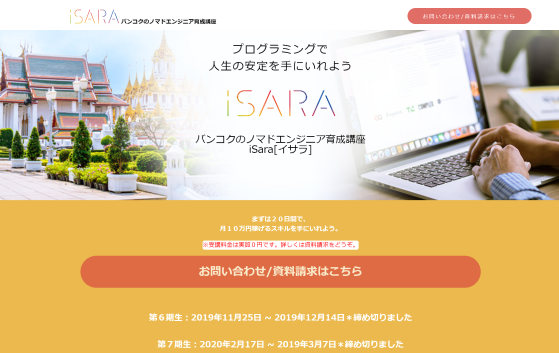 iSARA バンコクのノマドエンジニア育成講座
お問い合わせ/資料請求はこちら
プログラミングで
人生の安定を手にいれよう
iSARA
バンコクのノマドエンジニア育成講座
iSara[イサラ]
まずは２０日間で、
月１０万円稼げるスキルを手にいれよう。
※受講料金は実質０円です。詳しくは資料請求をどうぞ。
お問い合わせ/資料請求はこちら
第６期生：2019年11月25日 ~ 2019年12月14日＊締め切りました
第７期生：2020年2月17日 ~ 2019年3月7日＊締め切りました